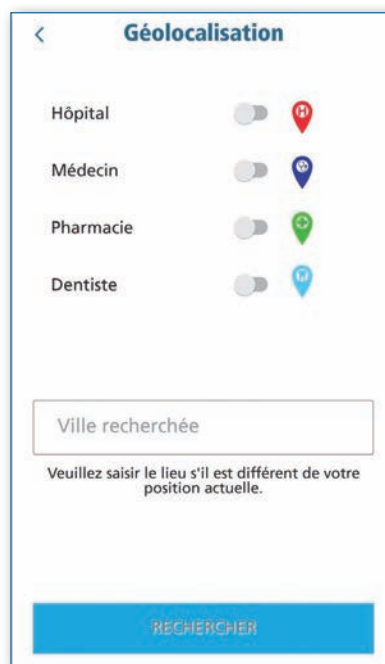 Géolocalisation
Hôpital
H
Médecin
Pharmacie
Dentiste
Ville recherchée
Veuillez saisir le lieu s'il est différent de votre
position actuelle.
RECHERCHER